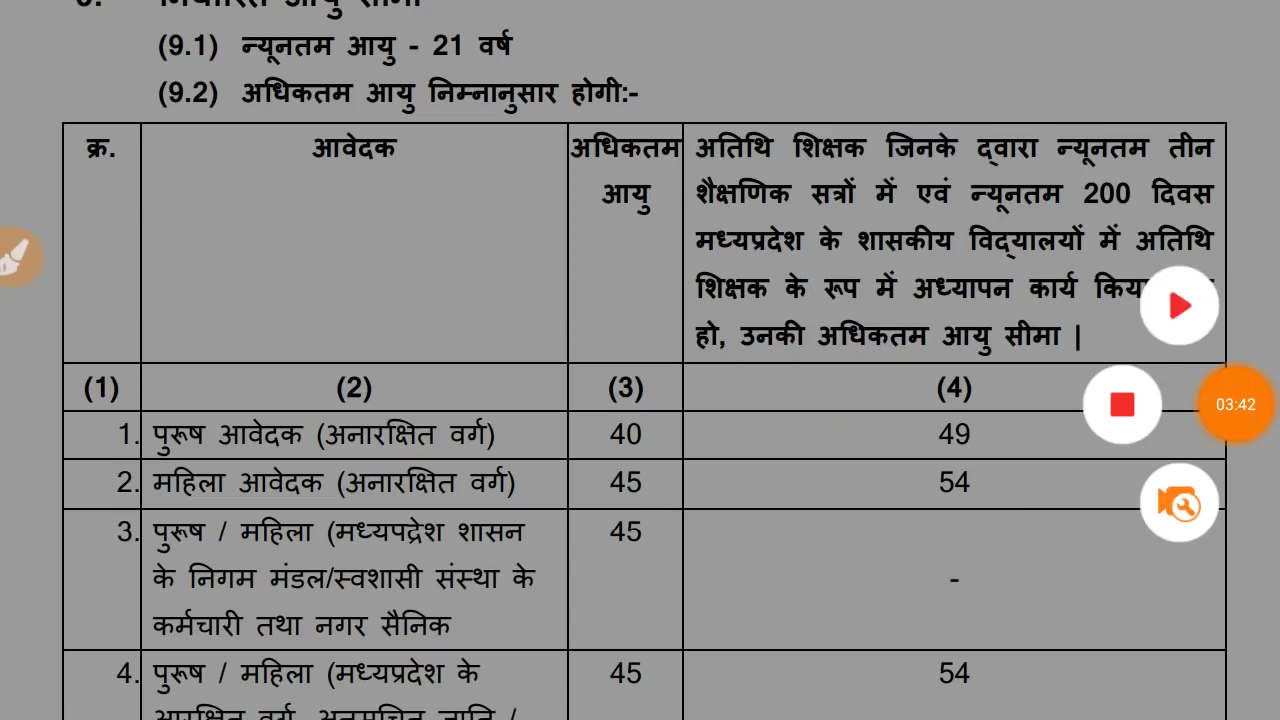 (9.1) न्यूनतम आयु - 21 वर्ष
(9.2) अधिकतम आयु निम्नानुसार होगी:-
क्र. आवेदक अधिकतम आयु अतिथि शिक्षक जिनके द्वारा न्यूनतम तीन
शैक्षणिक सत्रों में एवं न्यूनतम 200 दिवस
मध्यप्रदेश के शासकीय विद्यालयों में अतिथि
शिक्षक के रूप में अध्यापन कार्य किया
हो, उनकी अधिकतम आयु सीमा |
(1) (2) (3) (4)
1. पुरूष आवेदक (अनारक्षित वर्ग) 40 49
03:42
2. महिला आवेदक (अनारक्षित वर्ग) 45 54
3. पुरूष / महिला (मध्यपद्रेश शासन 45 -
के निगम मंडल/स्वशासी संस्था के
कर्मचारी तथा नगर सैनिक
4. पुरूष / महिला (मध्यप्रदेश के 45 54